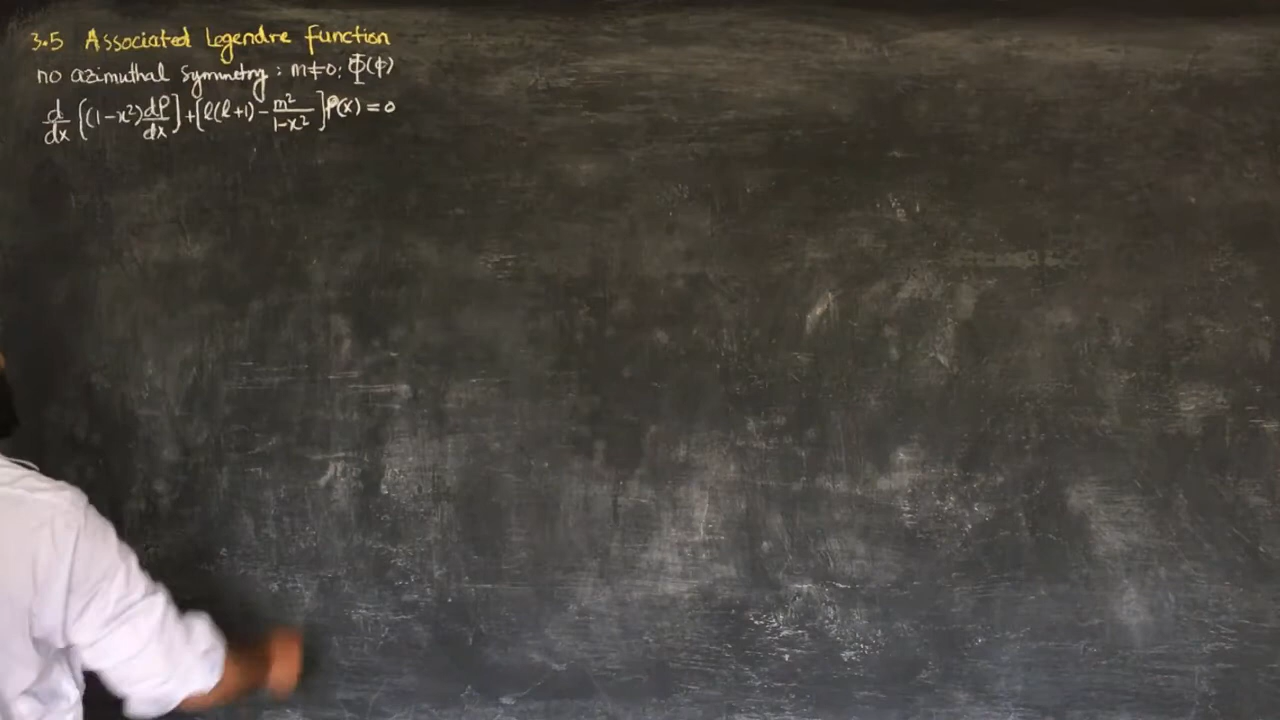 3.5 Associated Legendre Function
no azimuthal symmetry: m≠0; Φ(φ)
d/dx [(1-x²) dP/dx] + [l(l+1) - m²/(1-x²)] P(x) = 0